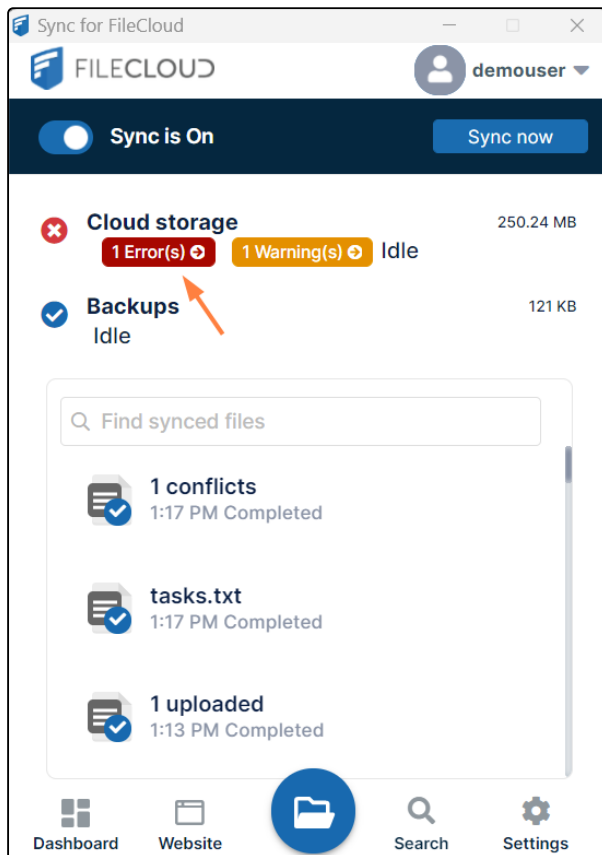 Sync for FileCloud
FILECLOUD
demouser
Sync is On
Sync now
Cloud storage
250.24 MB
1 Error(s)
1 Warning(s)
Idle
Backups
121 KB
Idle
Find synced files
1 conflicts
1:17 PM Completed
tasks.txt
1:17 PM Completed
1 uploaded
1:13 PM Completed
Dashboard
Website
Search
Settings